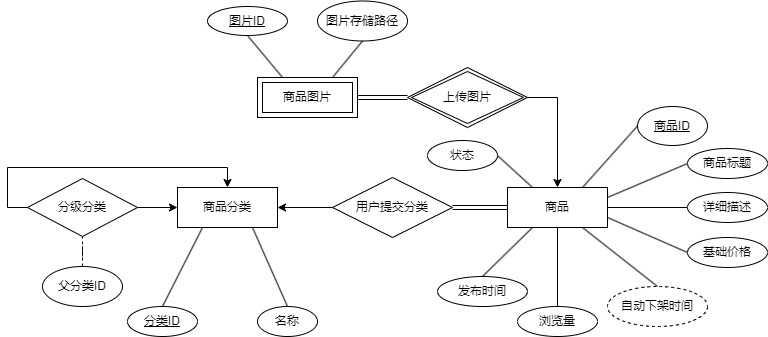 图片ID
图片存储路径
商品图片
上传图片
商品ID
状态
商品标题
分级分类
商品分类
用户提交分类
商品
详细描述
基础价格
父分类ID
发布时间
自动下架时间
分类ID
名称
浏览量